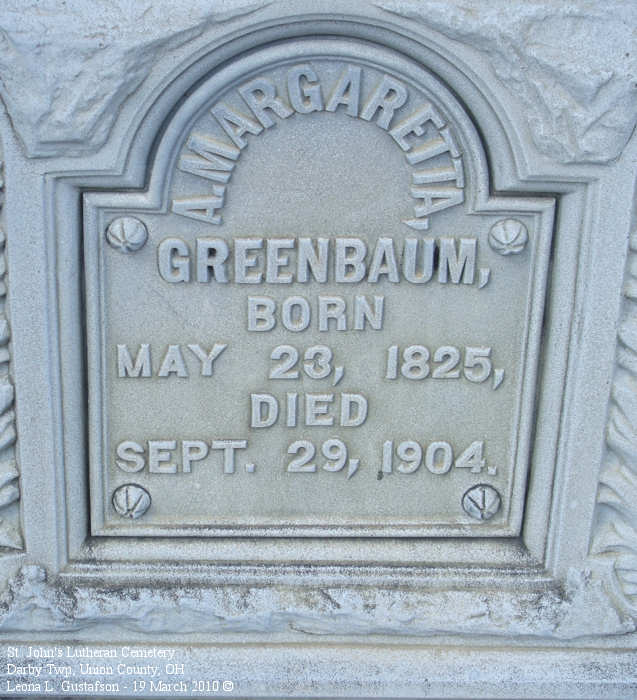 A. MARGARETTA,
GREENBAUM,
BORN
MAY 23, 1825,
DIED
SEPT. 29, 1904.
St. John's Lutheran Cemetery
Darby Twp, Union County, OH
Leona L. Gustafson - 19 March 2010 ©